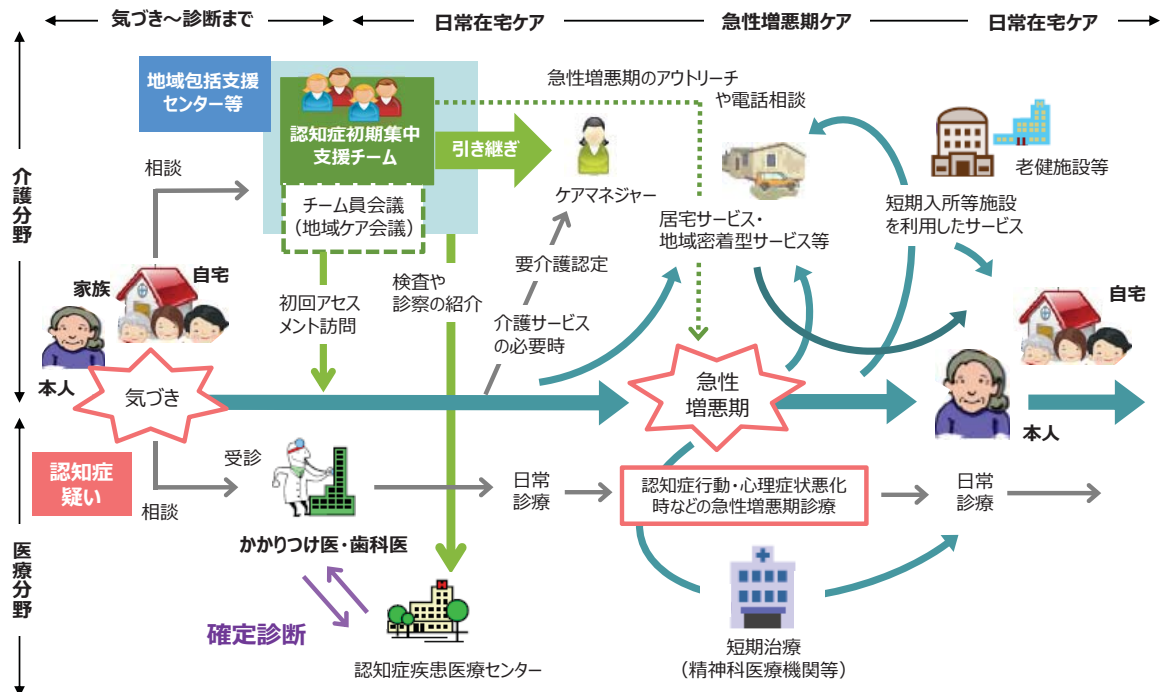 気づき～診断まで
日常在宅ケア
急性増悪期ケア
日常在宅ケア
介護分野
医療分野
地域包括支援
センター等
認知症初期集中
支援チーム
チーム員会議
（地域ケア会議）
相談
引き継ぎ
ケアマネジャー
急性増悪期のアウトリーチ
や電話相談
老健施設等
短期入所等施設
を利用したサービス
居宅サービス・
地域密着型サービス等
要介護認定
介護サービス
の必要時
検査や
診察の紹介
初回アセス
メント訪問
家族
自宅
本人
気づき
急性
増悪期
自宅
本人
認知症
疑い
相談
受診
かかりつけ医・歯科医
日常
診療
認知症行動・心理症状悪化
時などの急性増悪期診療
日常
診療
確定診断
H
認知症疾患医療センター
短期治療
（精神科医療機関等）